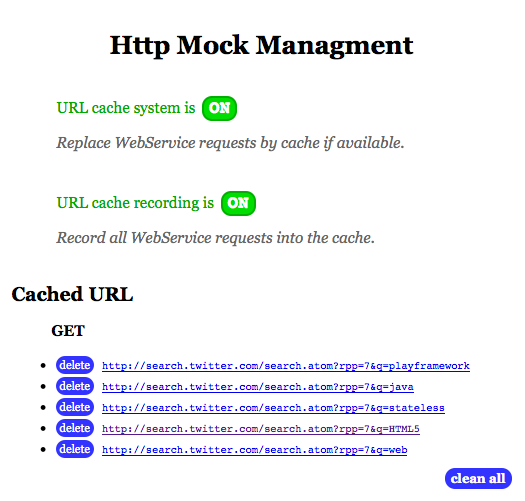 Http Mock Managment
URL cache system is ON
Replace WebService requests by cache if available.
URL cache recording is ON
Record all WebService requests into the cache.
Cached URL
GET
delete http://search.twitter.com/search.atom?rpp=7&q=playframework
delete http://search.twitter.com/search.atom?rpp=7&q=java
delete http://search.twitter.com/search.atom?rpp=7&q=stateless
delete http://search.twitter.com/search.atom?rpp=7&q=HTML5
delete http://search.twitter.com/search.atom?rpp=7&q=web
clean all